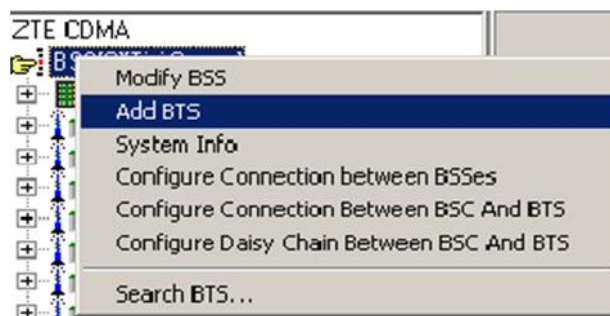 ZTE CDMA
Modify BSS
Add BTS
System Info
Configure Connection between BSSes
Configure Connection Between BSC And BTS
Configure Daisy Chain Between BSC And BTS
Search BTS...